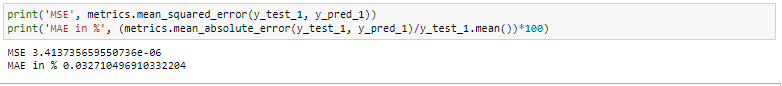 print('MSE', metrics.mean_squared_error(y_test_1, y_pred_1))
print('MAE in %', (metrics.mean_absolute_error(y_test_1, y_pred_1)/y_test_1.mean())*100)
MSE 3.413735659550736e-06
MAE in % 0.032710496910332204